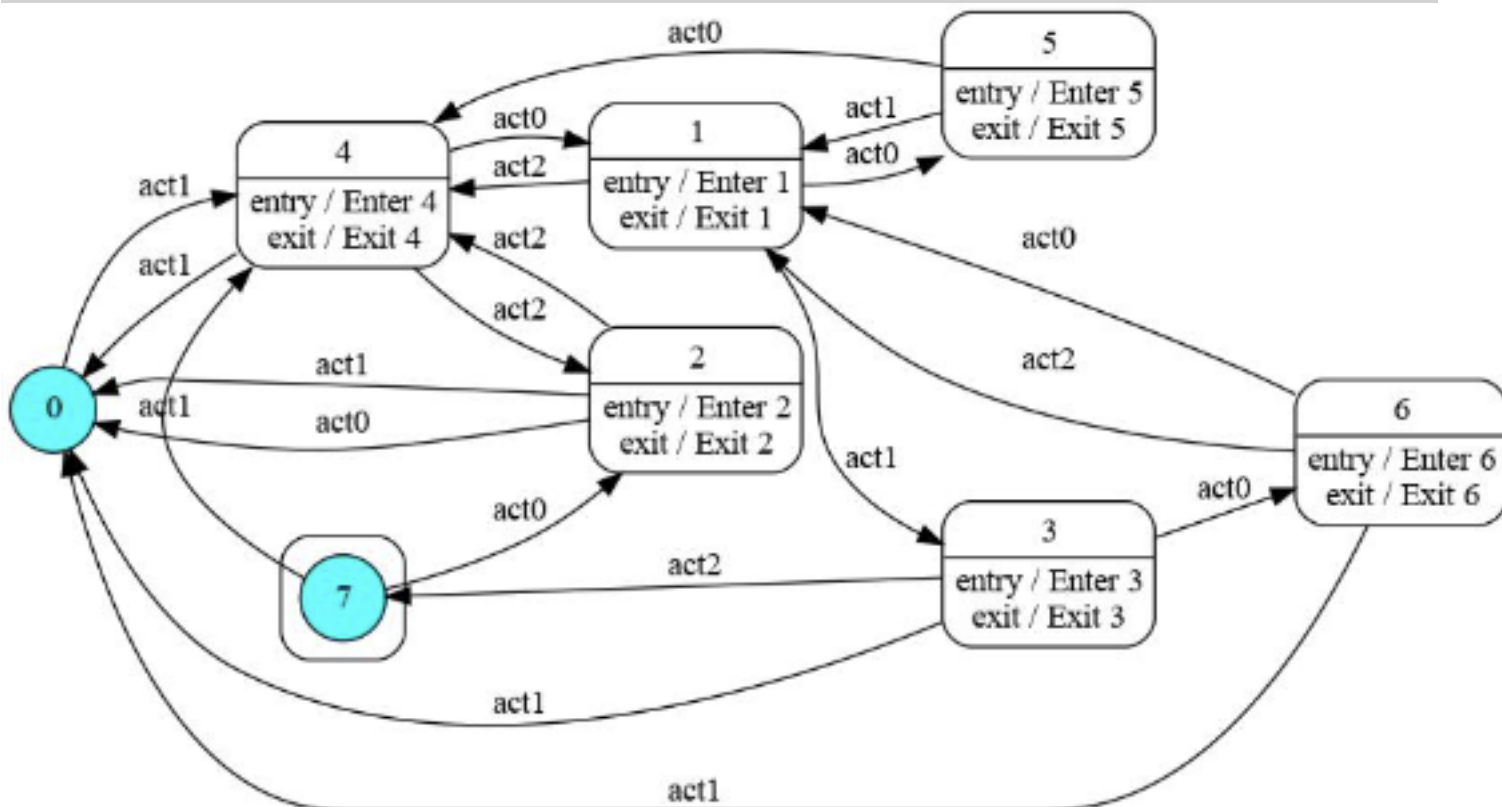 act0
5
entry / Enter 5
exit / Exit 5
act1
act0
act0
1
entry / Enter 1
exit / Exit 1
act2
4
entry / Enter 4
exit / Exit 4
act1
act1
act2
act2
act0
act2
2
entry / Enter 2
exit / Exit 2
act1
act0
act1
0
6
entry / Enter 6
exit / Exit 6
act1
act0
act0
3
entry / Enter 3
exit / Exit 3
act2
7
act1
act1